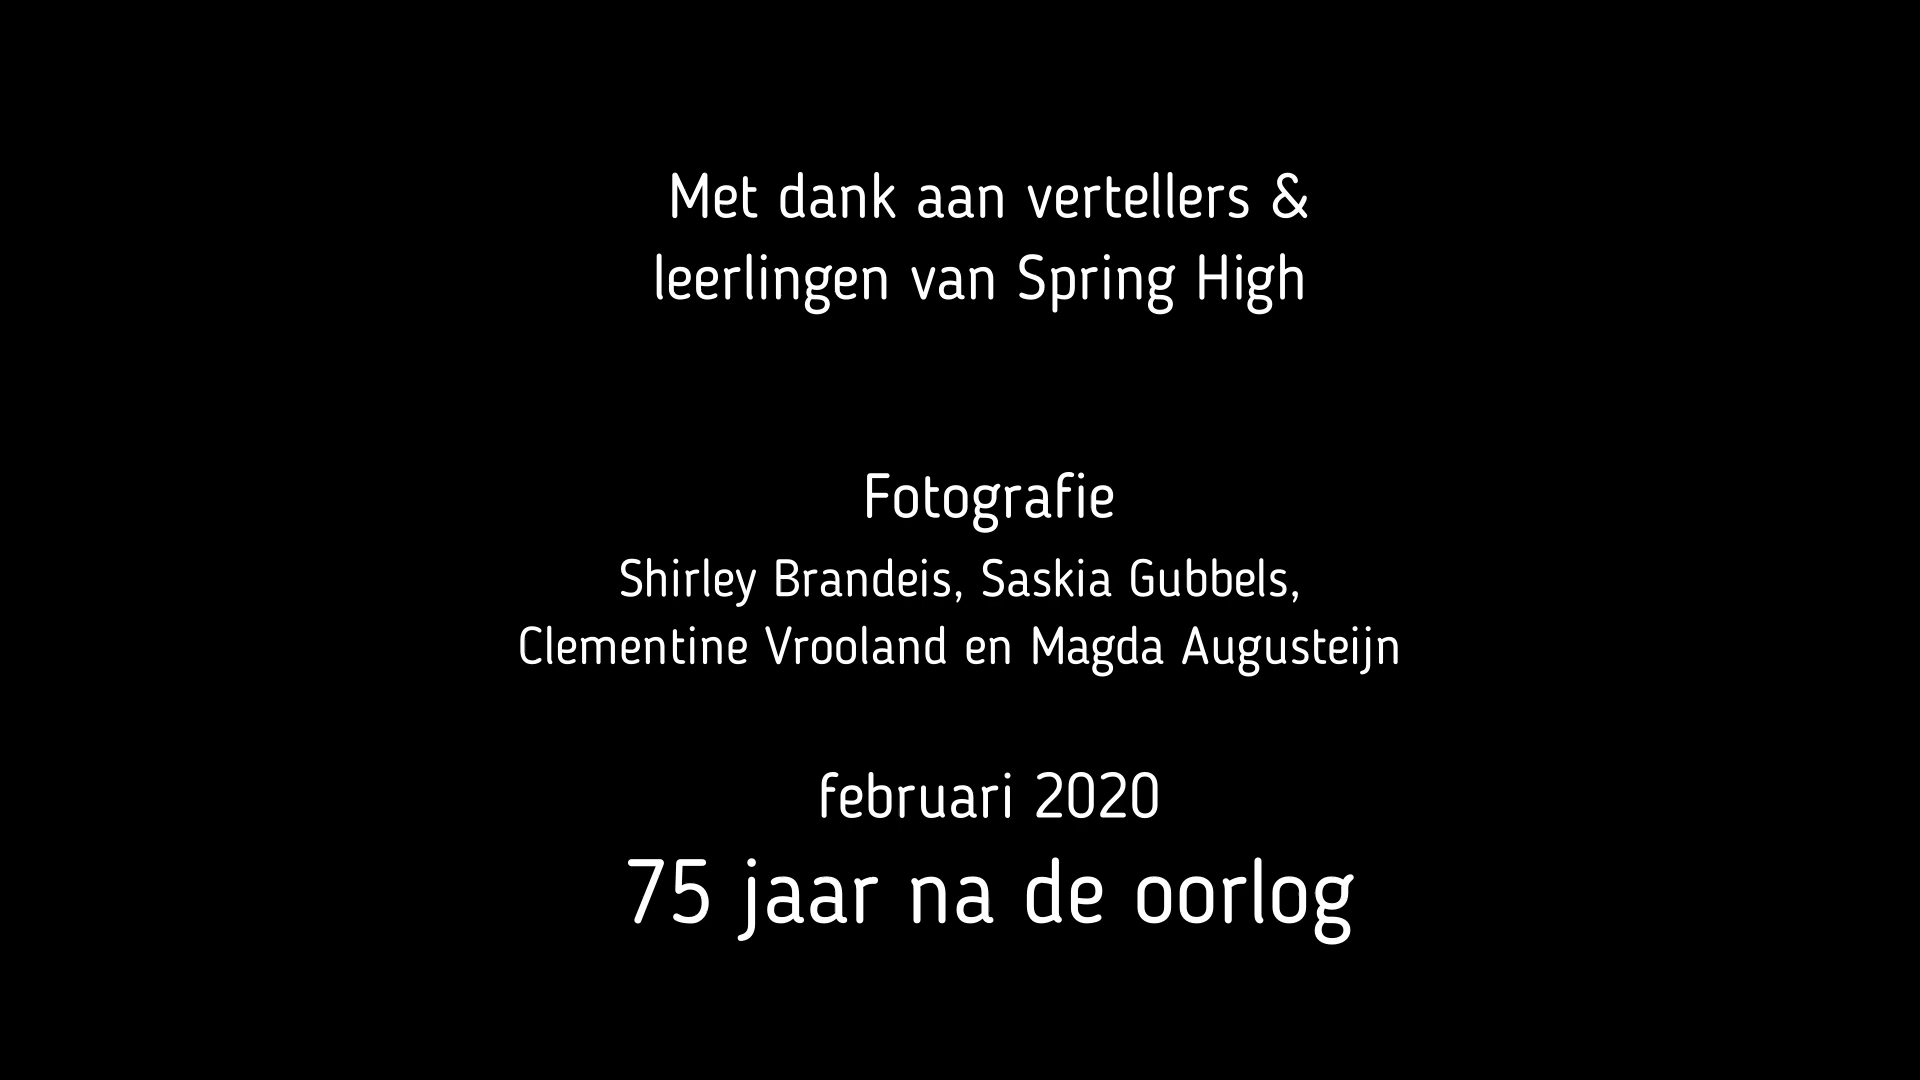 Met dank aan vertellers &
leerlingen van Spring High
Fotografie
Shirley Brandeis, Saskia Gubbels,
Clementine Vrooland en Magda Augusteijn
februari 2020
75 jaar na de oorlog